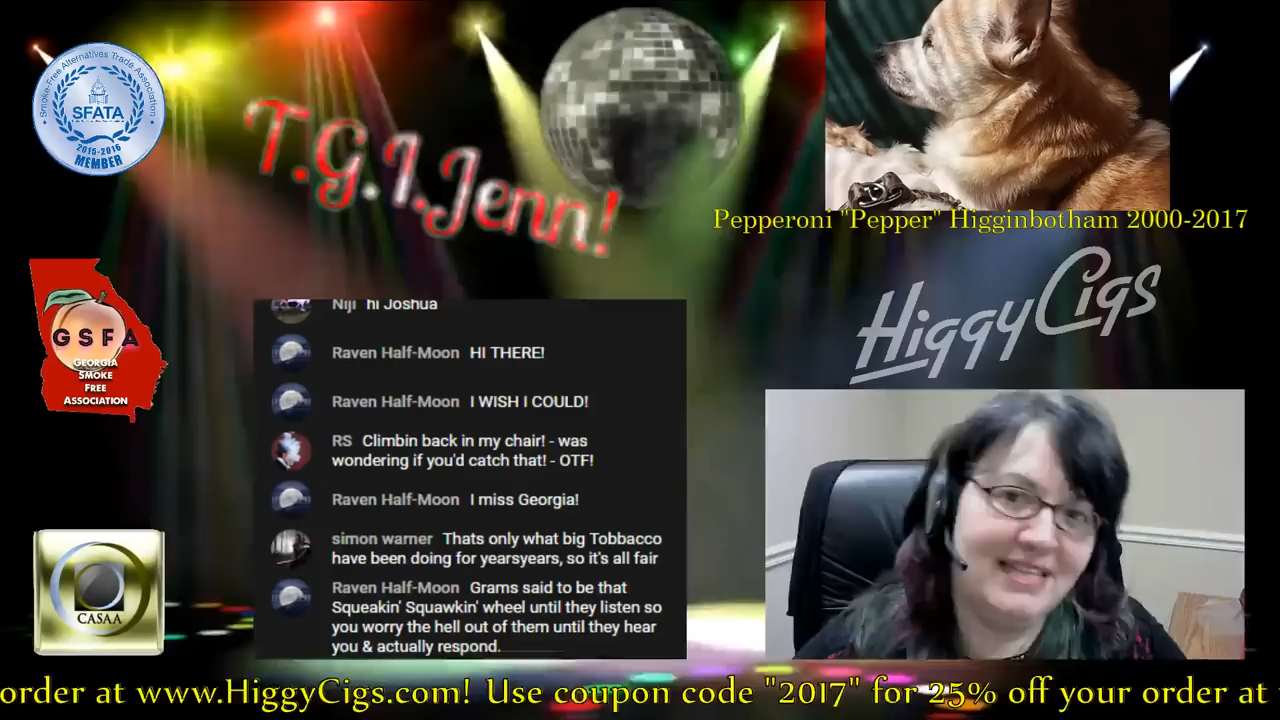 Smoke-Free Alternatives Trade Association
SFATA
2015-2016
MEMBER
T.G.I.Jenn!
Pepperoni "Pepper" Higginbotham 2000-2017
HiggyCigs
GSFA
GEORGIA
SMOKE
FREE
ASSOCIATION
Niji hi Joshua
Raven Half-Moon HI THERE!
Raven Half-Moon I WISH I COULD!
RS Climbin back in my chair! - was
wondering if you'd catch that! - OTF!
Raven Half-Moon I miss Georgia!
simon warner Thats only what big Tobbacco
have been doing for yearsyears, so it's all fair
Raven Half-Moon Grams said to be that
Squeakin' Squawkin' wheel until they listen so
you worry the hell out of them until they hear
you & actually respond.
CASAA
order at www.HiggyCigs.com! Use coupon code "2017" for 25% off your order at